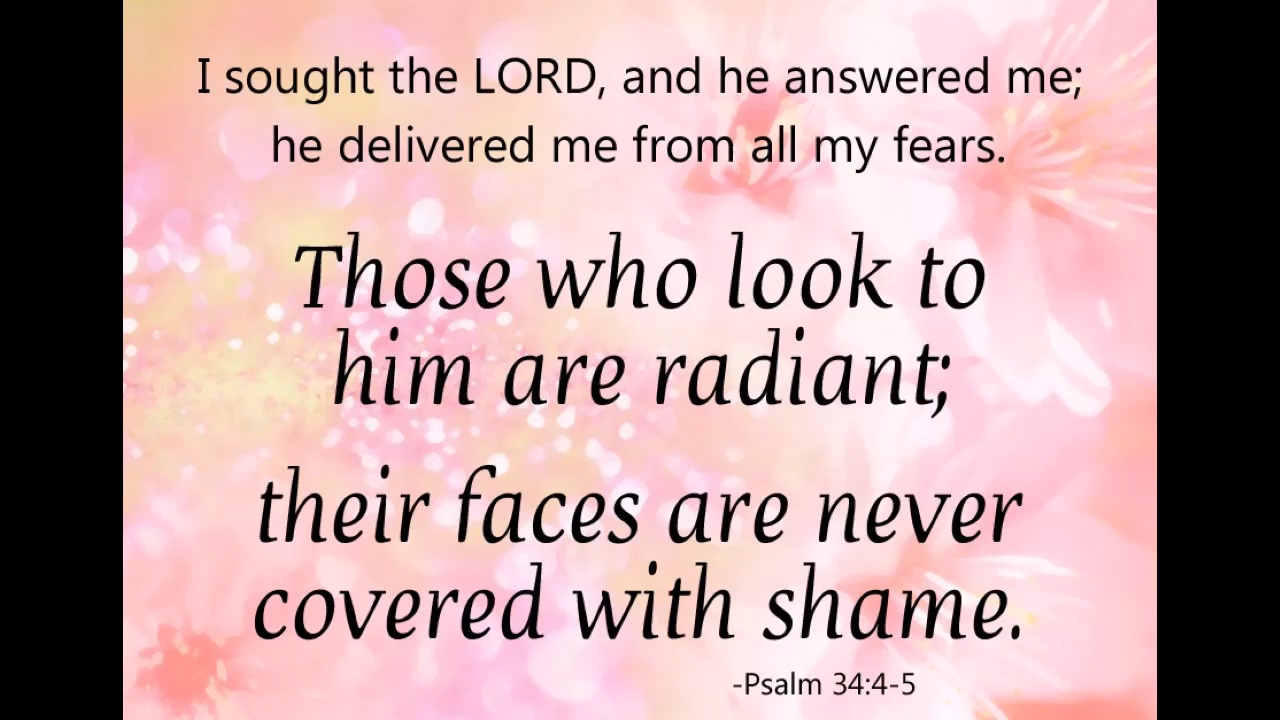 I sought the LORD, and he answered me;
he delivered me from all my fears.
Those who look to
him are radiant;
their faces are never
covered with shame.
-Psalm 34:4-5